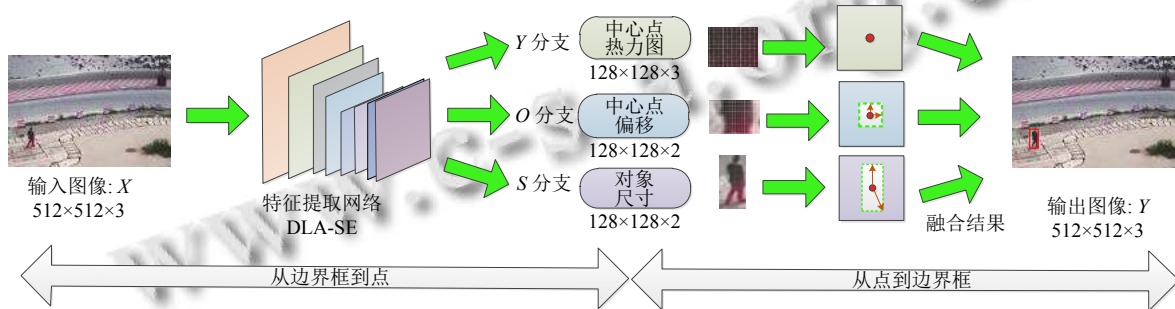 输入图像: X
512×512×3
特征提取网络
DLA-SE
Y 分支
中心点
热力图
128×128×3
O 分支
中心点
偏移
128×128×2
S 分支
对象
尺寸
128×128×2
融合结果
输出图像: Y
512×512×3
从边界框到点
从点到边界框